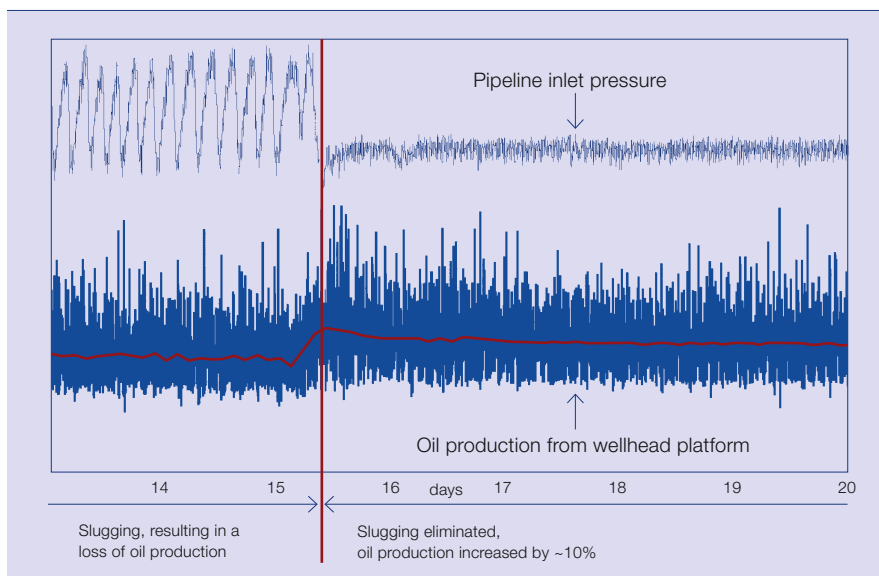 Pipeline inlet pressure
Oil production from wellhead platform
14 15 16 days 17 18 19 20
Slugging, resulting in a
loss of oil production
Slugging eliminated,
oil production increased by ~10%